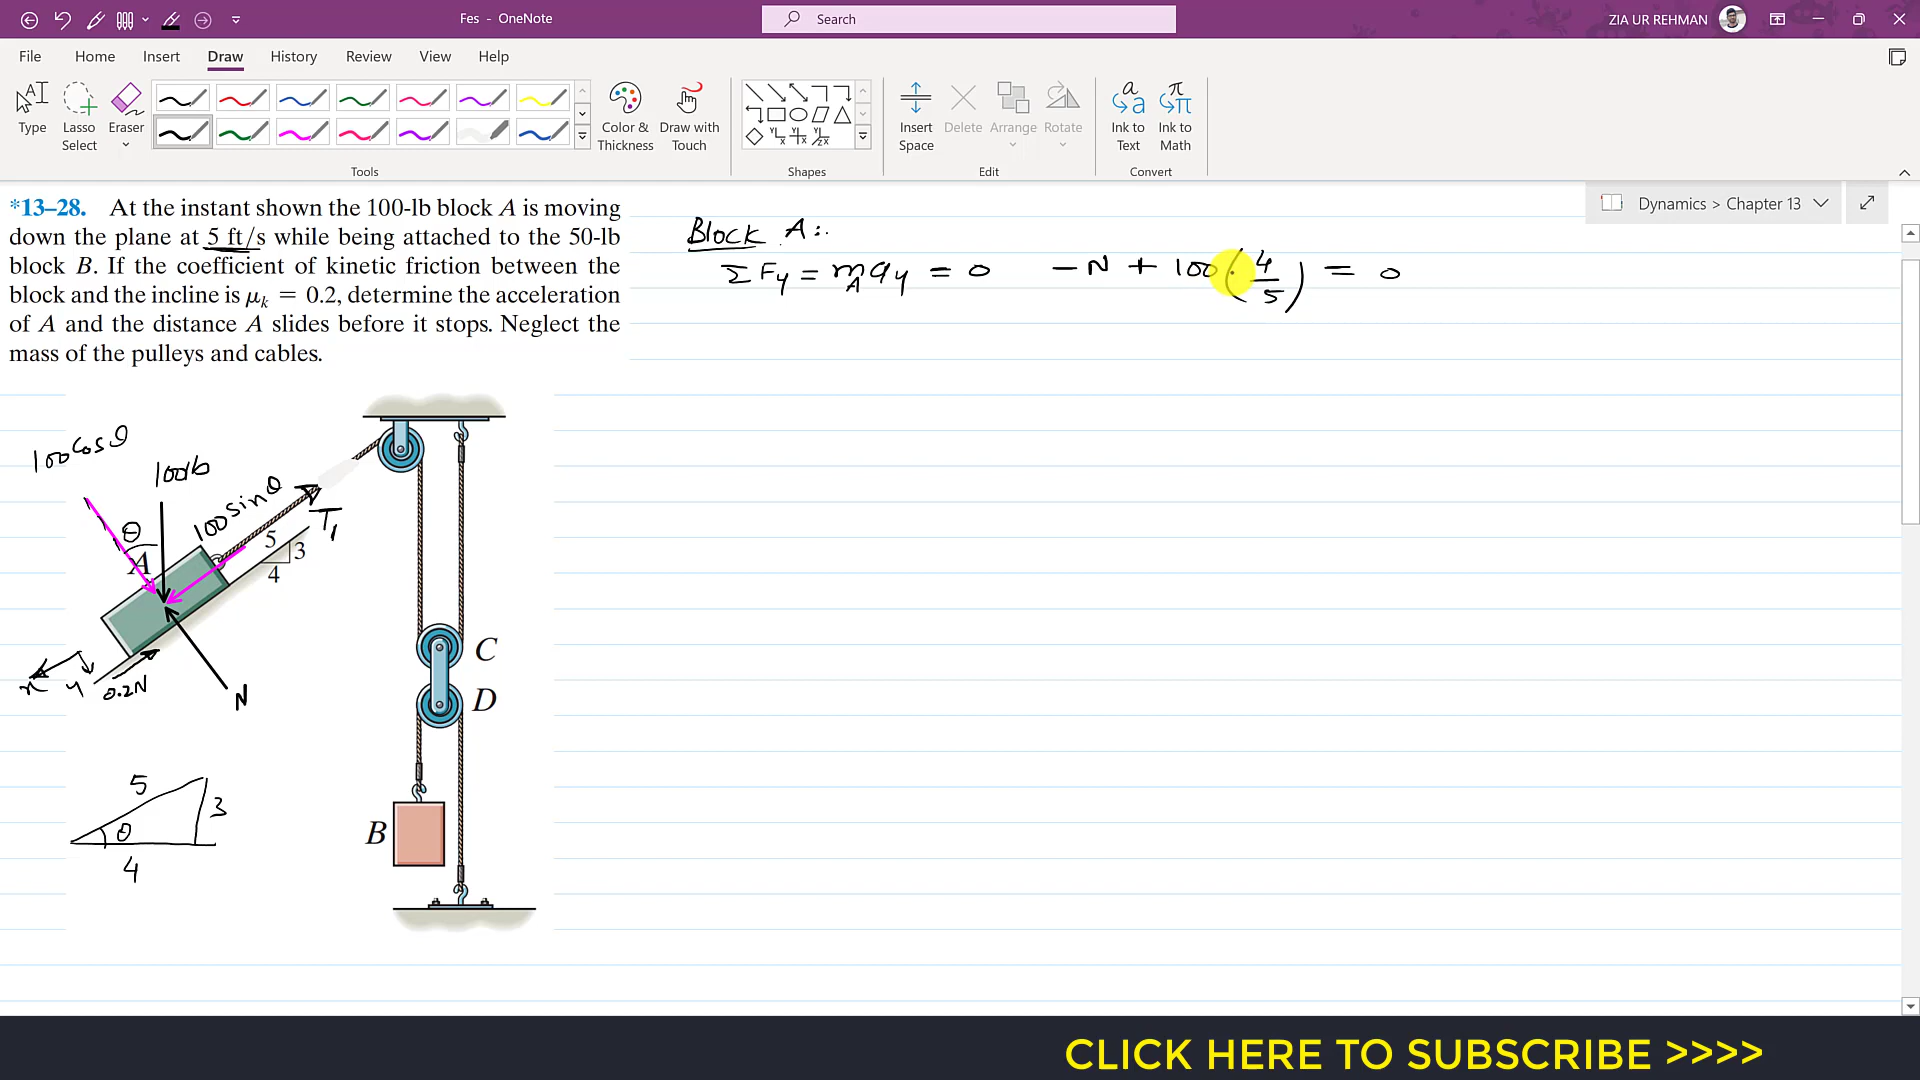 Fes - OneNote
Search
ZIA UR REHMAN
File Home Insert Draw History Review View Help
Type
Lasso Select
Eraser
Color & Thickness
Draw with Touch
Insert Space
Delete
Arrange
Rotate
Ink to Text
Ink to Math
Tools
Shapes
Edit
Convert
Dynamics > Chapter 13
*13–28. At the instant shown the 100-lb block A is moving
down the plane at 5 ft/s while being attached to the 50-lb
block B. If the coefficient of kinetic friction between the
block and the incline is μk = 0.2, determine the acceleration
of A and the distance A slides before it stops. Neglect the
mass of the pulleys and cables.
Block A:.
ΣFy = mA ay = 0 -N + 100(4/5) = 0
100cosθ
100lb
100sinθ
θ
A
T1
5
3
4
x
y
0.2N
N
C
D
B
5
3
θ
4
CLICK HERE TO SUBSCRIBE >>>>